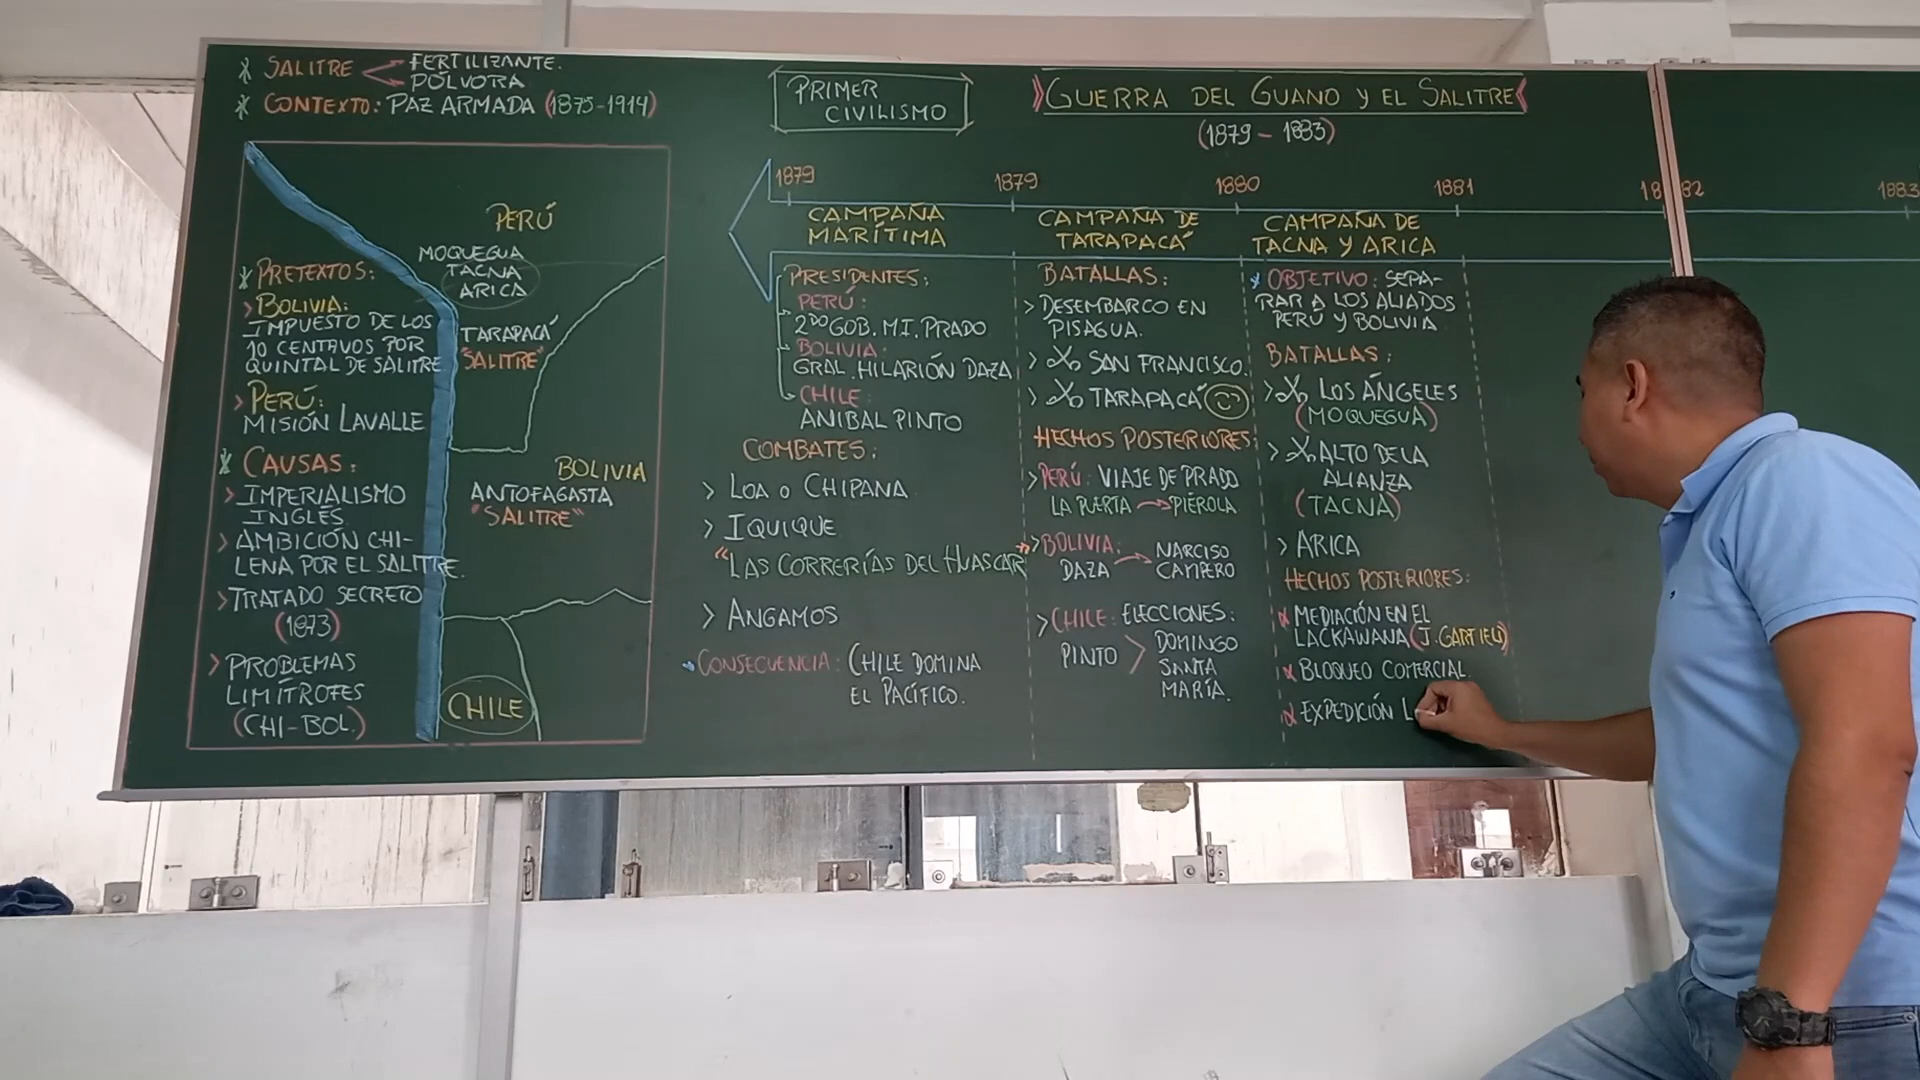 * SALITRE
FERTILIZANTE.
PÓLVORA
* CONTEXTO: PAZ ARMADA (1875-1914)
PERÚ
MOQUEGUA
TACNA
ARICA
TARAPACÁ
"SALITRE"
BOLIVIA
ANTOFAGASTA
"SALITRE"
CHILE
* PRETEXTOS:
> BOLIVIA:
IMPUESTO DE LOS
10 CENTAVOS POR
QUINTAL DE SALITRE
> PERÚ:
MISIÓN LAVALLE
* CAUSAS:
> IMPERIALISMO
INGLÉS
> AMBICIÓN CHI-
LENA POR EL SALITRE.
> TRATADO SECRETO
(1873)
> PROBLEMAS
LIMÍTROFES
(CHI-BOL.)
PRIMER
CIVILISMO
GUERRA DEL GUANO Y EL SALITRE
(1879 - 1883)
1879 1879 1880 1881 1882 1883
CAMPAÑA
MARÍTIMA
PRESIDENTES:
PERÚ:
2DO GOB. M.I. PRADO
BOLIVIA:
GRAL. HILARIÓN DAZA
CHILE:
ANIBAL PINTO
COMBATES:
> LOA O CHIPANA
> IQUIQUE
"LAS CORRERÍAS DEL HUASCAR"
> ANGAMOS
CONSECUENCIA: CHILE DOMINA
EL PACÍFICO.
CAMPAÑA DE
TARAPACÁ
BATALLAS:
> DESEMBARCO EN
PISAGUA.
> SAN FRANCISCO.
> TARAPACÁ
HECHOS POSTERIORES:
> PERÚ: VIAJE DE PRADO
LA PUERTA → PIÉROLA
> BOLIVIA:
DAZA → NARCISO
CAMPERO
> CHILE: ELECCIONES:
PINTO > DOMINGO
SANTA
MARÍA.
CAMPAÑA DE
TACNA Y ARICA
* OBJETIVO: SEPA-
RAR A LOS ALIADOS
PERÚ Y BOLIVIA
BATALLAS:
> LOS ÁNGELES
(MOQUEGUA)
> ALTO DE LA
ALIANZA
(TACNA)
> ARICA
HECHOS POSTERIORES:
* MEDIACIÓN EN EL
LACKAWANA (J. GARFIELD)
* BLOQUEO COMERCIAL.
* EXPEDICIÓN L